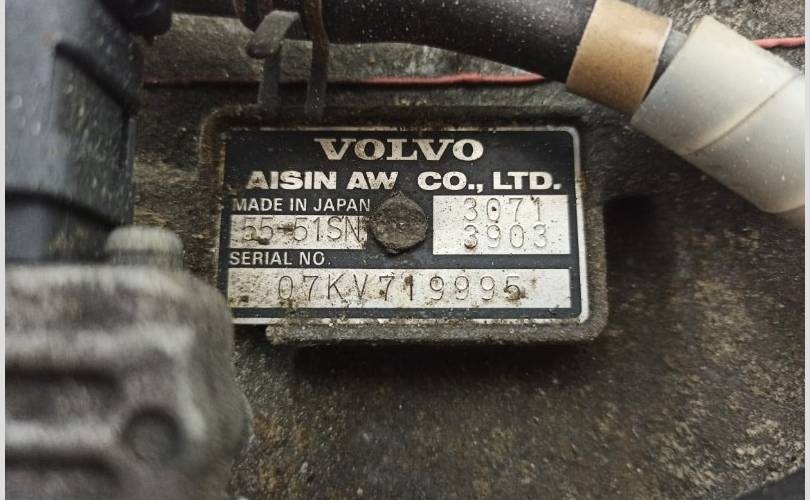 VOLVO
AISIN AW CO., LTD.
MADE IN JAPAN
55-51SN
3071
3903
SERIAL NO.
07KV719995